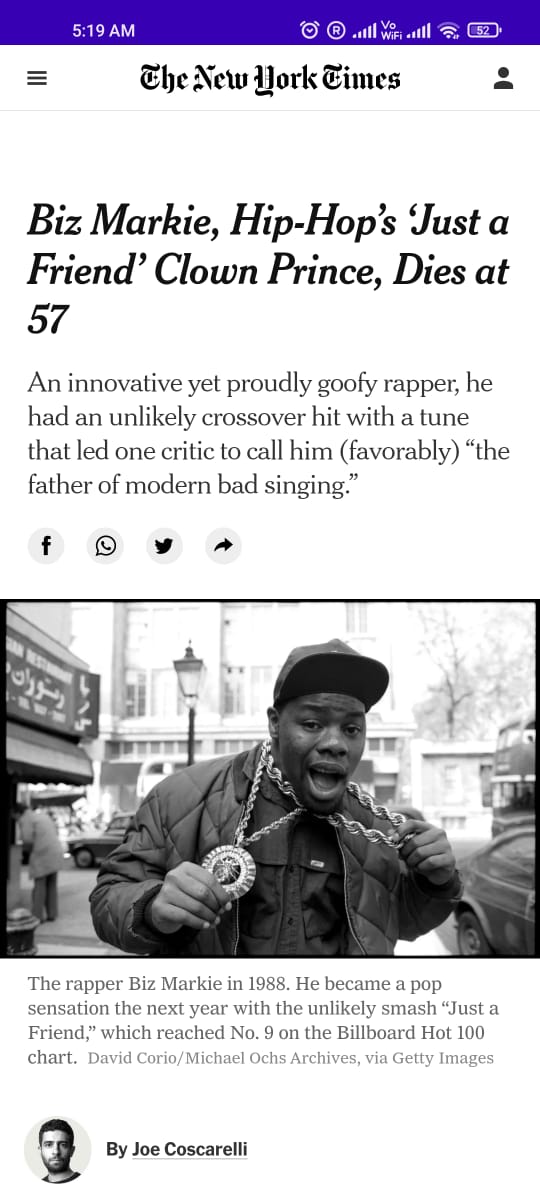 5:19 AM
Vo
WiFi
52
The New York Times
Biz Markie, Hip-Hop’s ‘Just a
Friend’ Clown Prince, Dies at
57
An innovative yet proudly goofy rapper, he
had an unlikely crossover hit with a tune
that led one critic to call him (favorably) “the
father of modern bad singing.”
رستوران
The rapper Biz Markie in 1988. He became a pop
sensation the next year with the unlikely smash “Just a
Friend,” which reached No. 9 on the Billboard Hot 100
chart. David Corio/Michael Ochs Archives, via Getty Images
By Joe Coscarelli